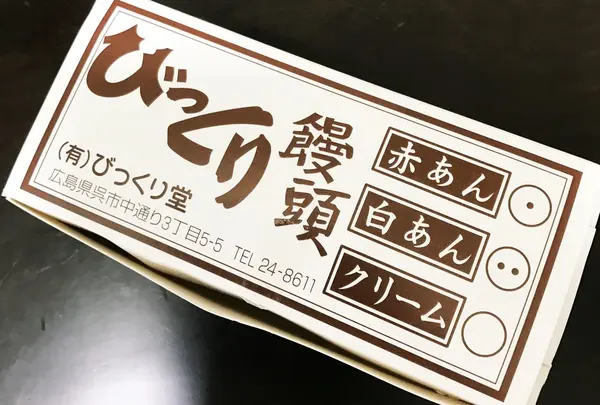 びっくり
饅頭
(有)びっくり堂
広島県呉市中通り3丁目5-5 TEL 24-8611
赤あん
白あん
クリーム